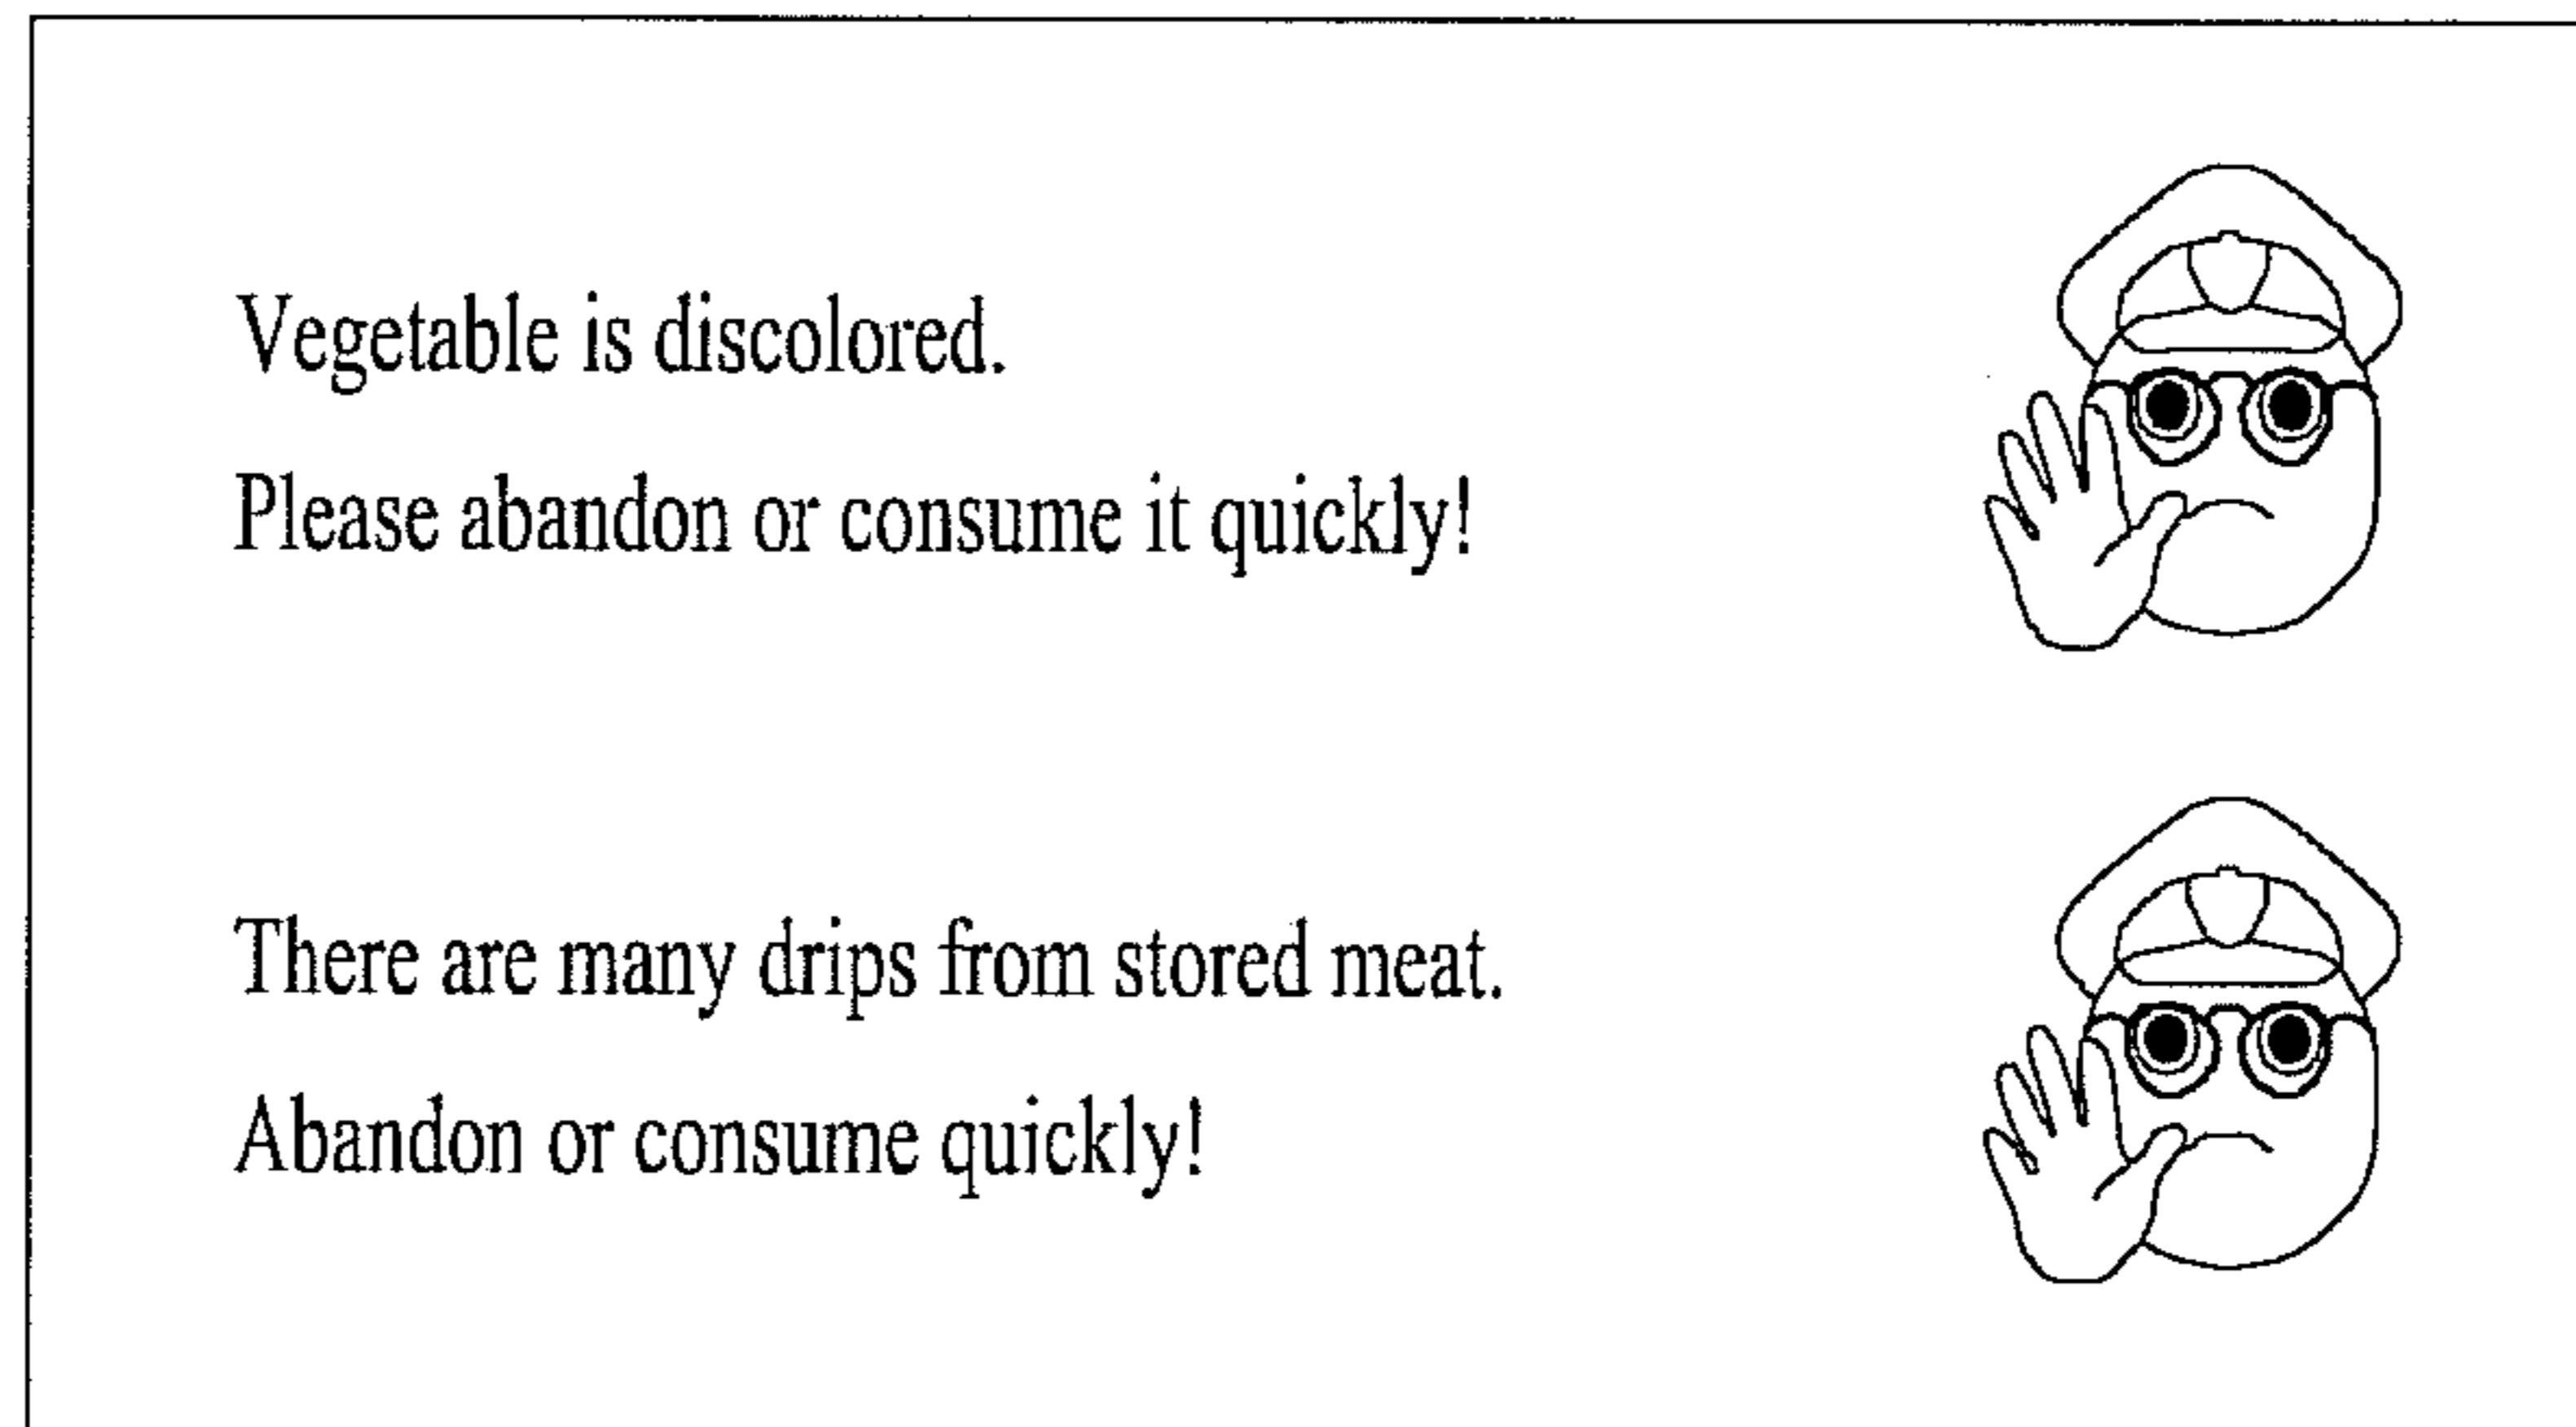 Vegetable is discolored.
Please abandon or consume it quickly!
There are many drips from stored meat.
Abandon or consume quickly!